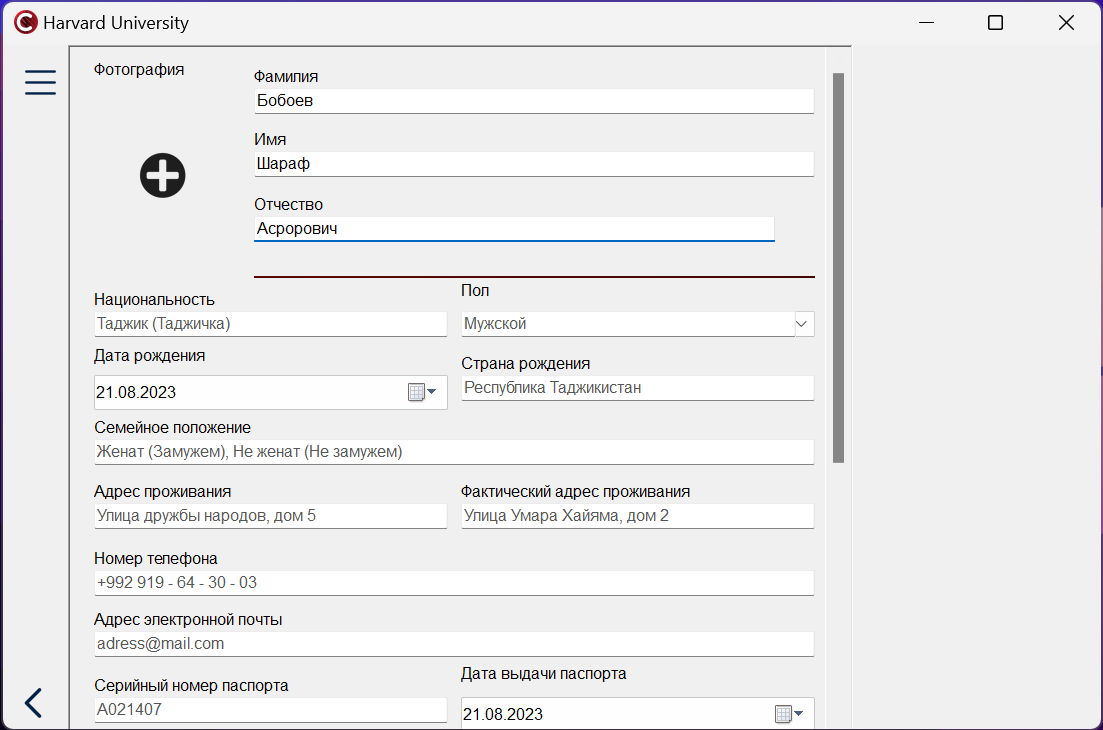 Harvard University
Фотография
Фамилия
Бобоев
Имя
Шараф
Отчество
Асрорович
Национальность
Таджик (Таджичка)
Пол
Мужской
Дата рождения
21.08.2023
Страна рождения
Республика Таджикистан
Семейное положение
Женат (Замужем), Не женат (Не замужем)
Адрес проживания
Улица дружбы народов, дом 5
Фактический адрес проживания
Улица Умара Хайяма, дом 2
Номер телефона
+992 919 - 64 - 30 - 03
Адрес электронной почты
adress@mail.com
Серийный номер паспорта
А021407
Дата выдачи паспорта
21.08.2023